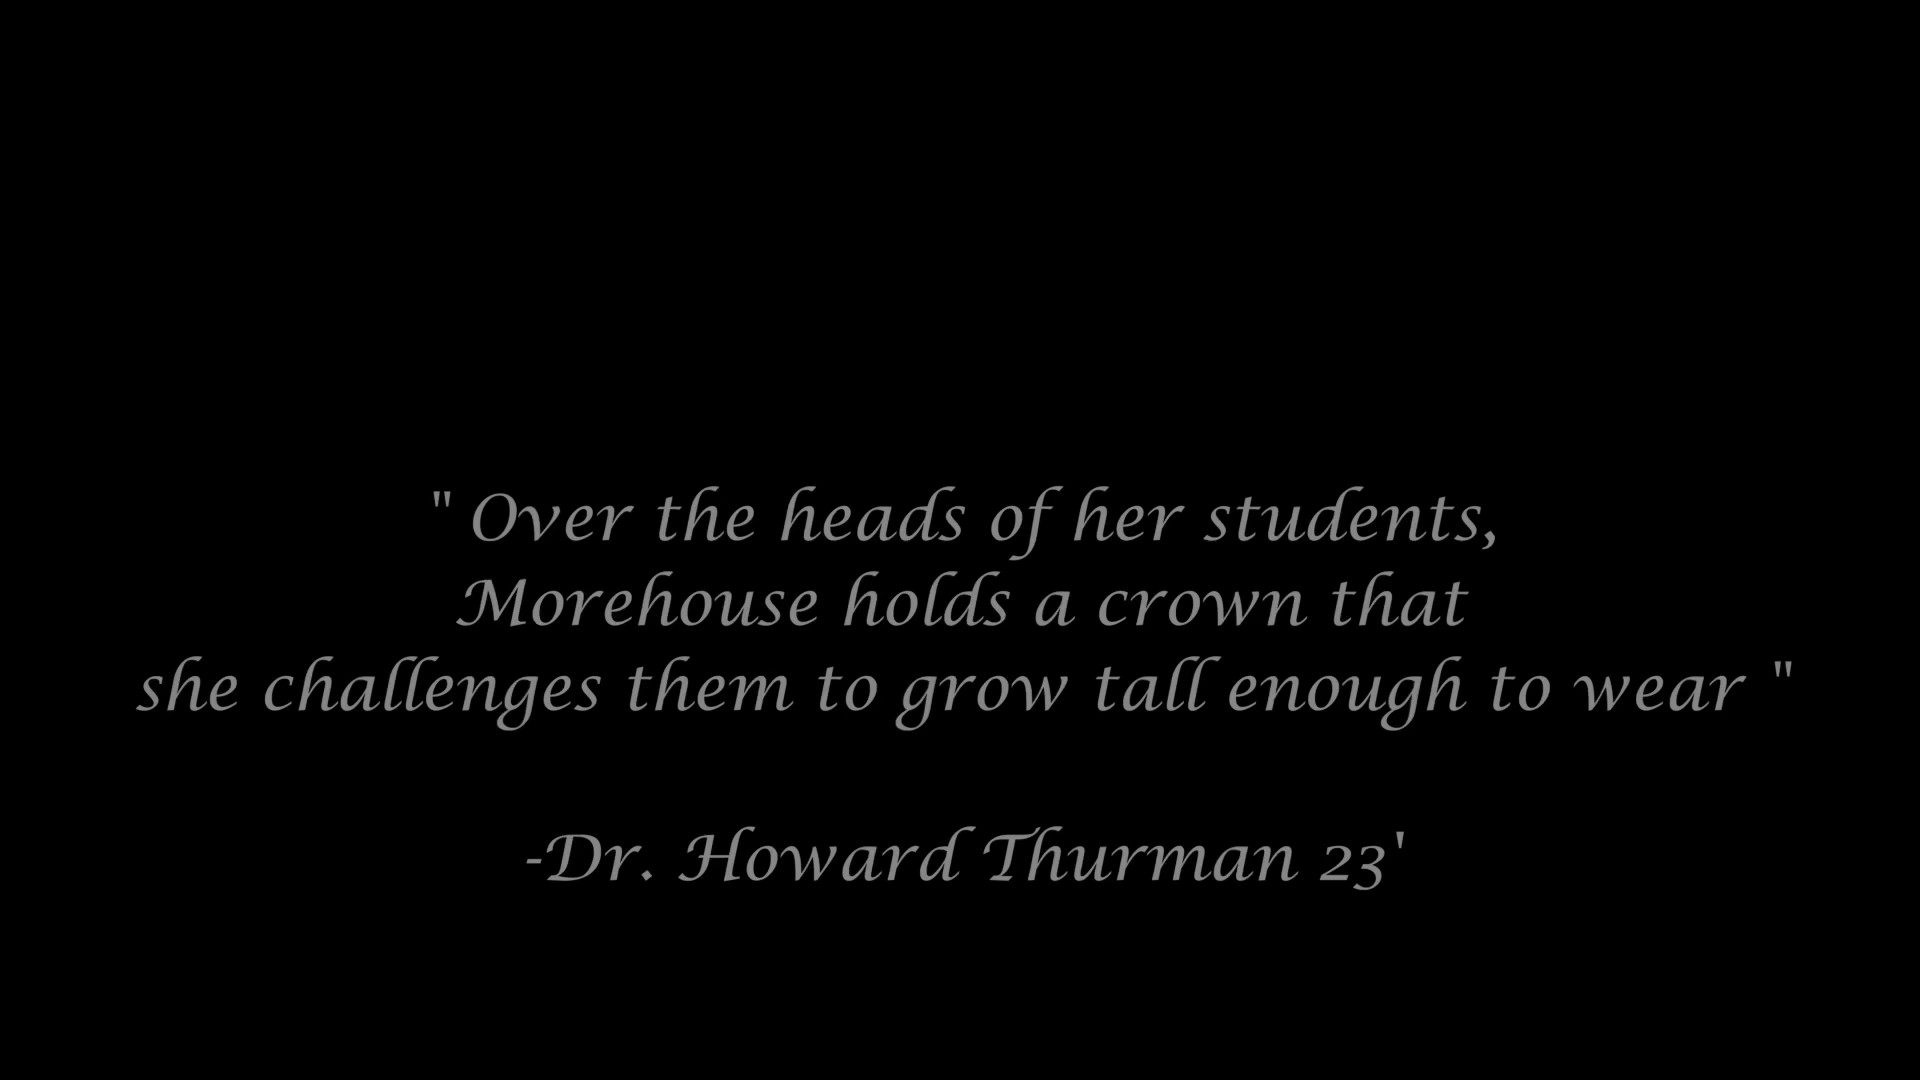 " Over the heads of her students,
Morehouse holds a crown that
she challenges them to grow tall enough to wear "
-Dr. Howard Thurman 23'